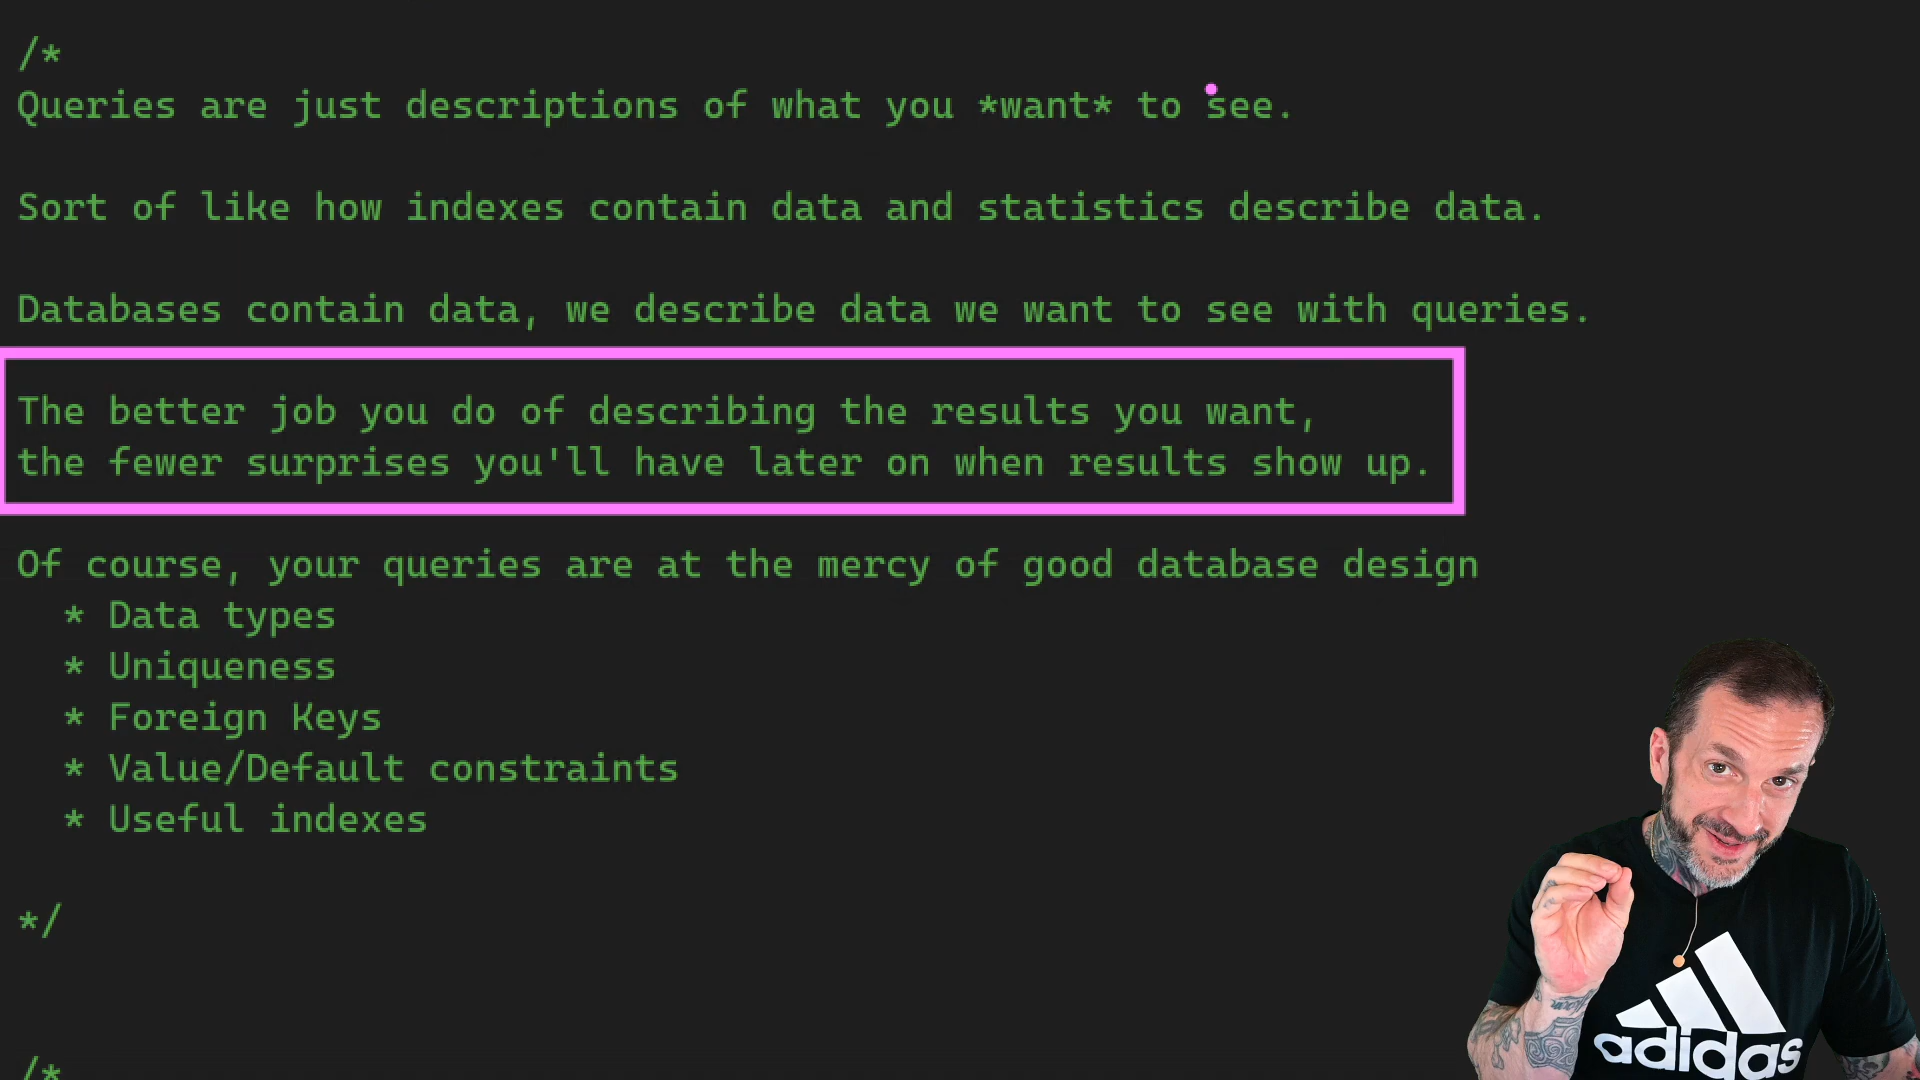 /*
Queries are just descriptions of what you *want* to see.
Sort of like how indexes contain data and statistics describe data.
Databases contain data, we describe data we want to see with queries.
The better job you do of describing the results you want,
the fewer surprises you'll have later on when results show up.
Of course, your queries are at the mercy of good database design
* Data types
* Uniqueness
* Foreign Keys
* Value/Default constraints
* Useful indexes
*/
/*
adidas